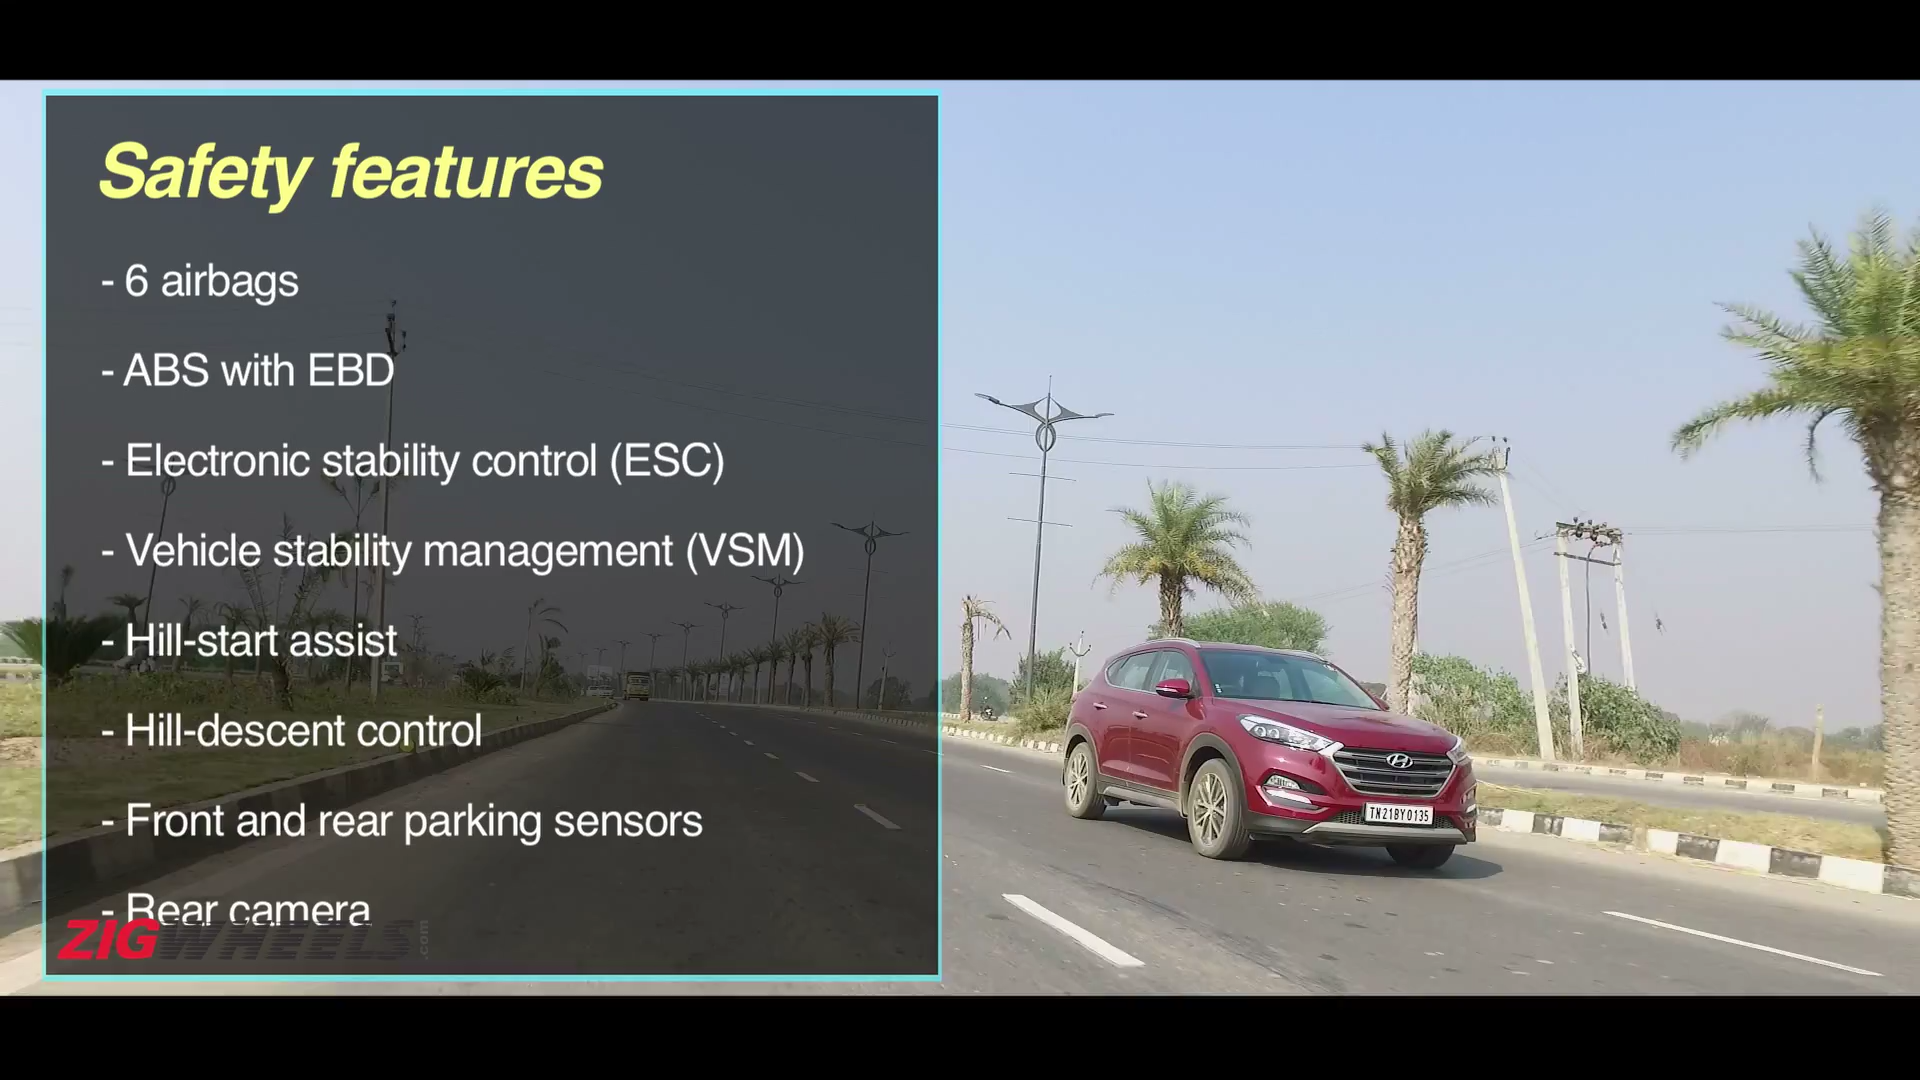 Safety features
- 6 airbags
- ABS with EBD
- Electronic stability control (ESC)
- Vehicle stability management (VSM)
- Hill-start assist
- Hill-descent control
- Front and rear parking sensors
- Rear camera
ZIGWHEELS.com
TN21BY0135